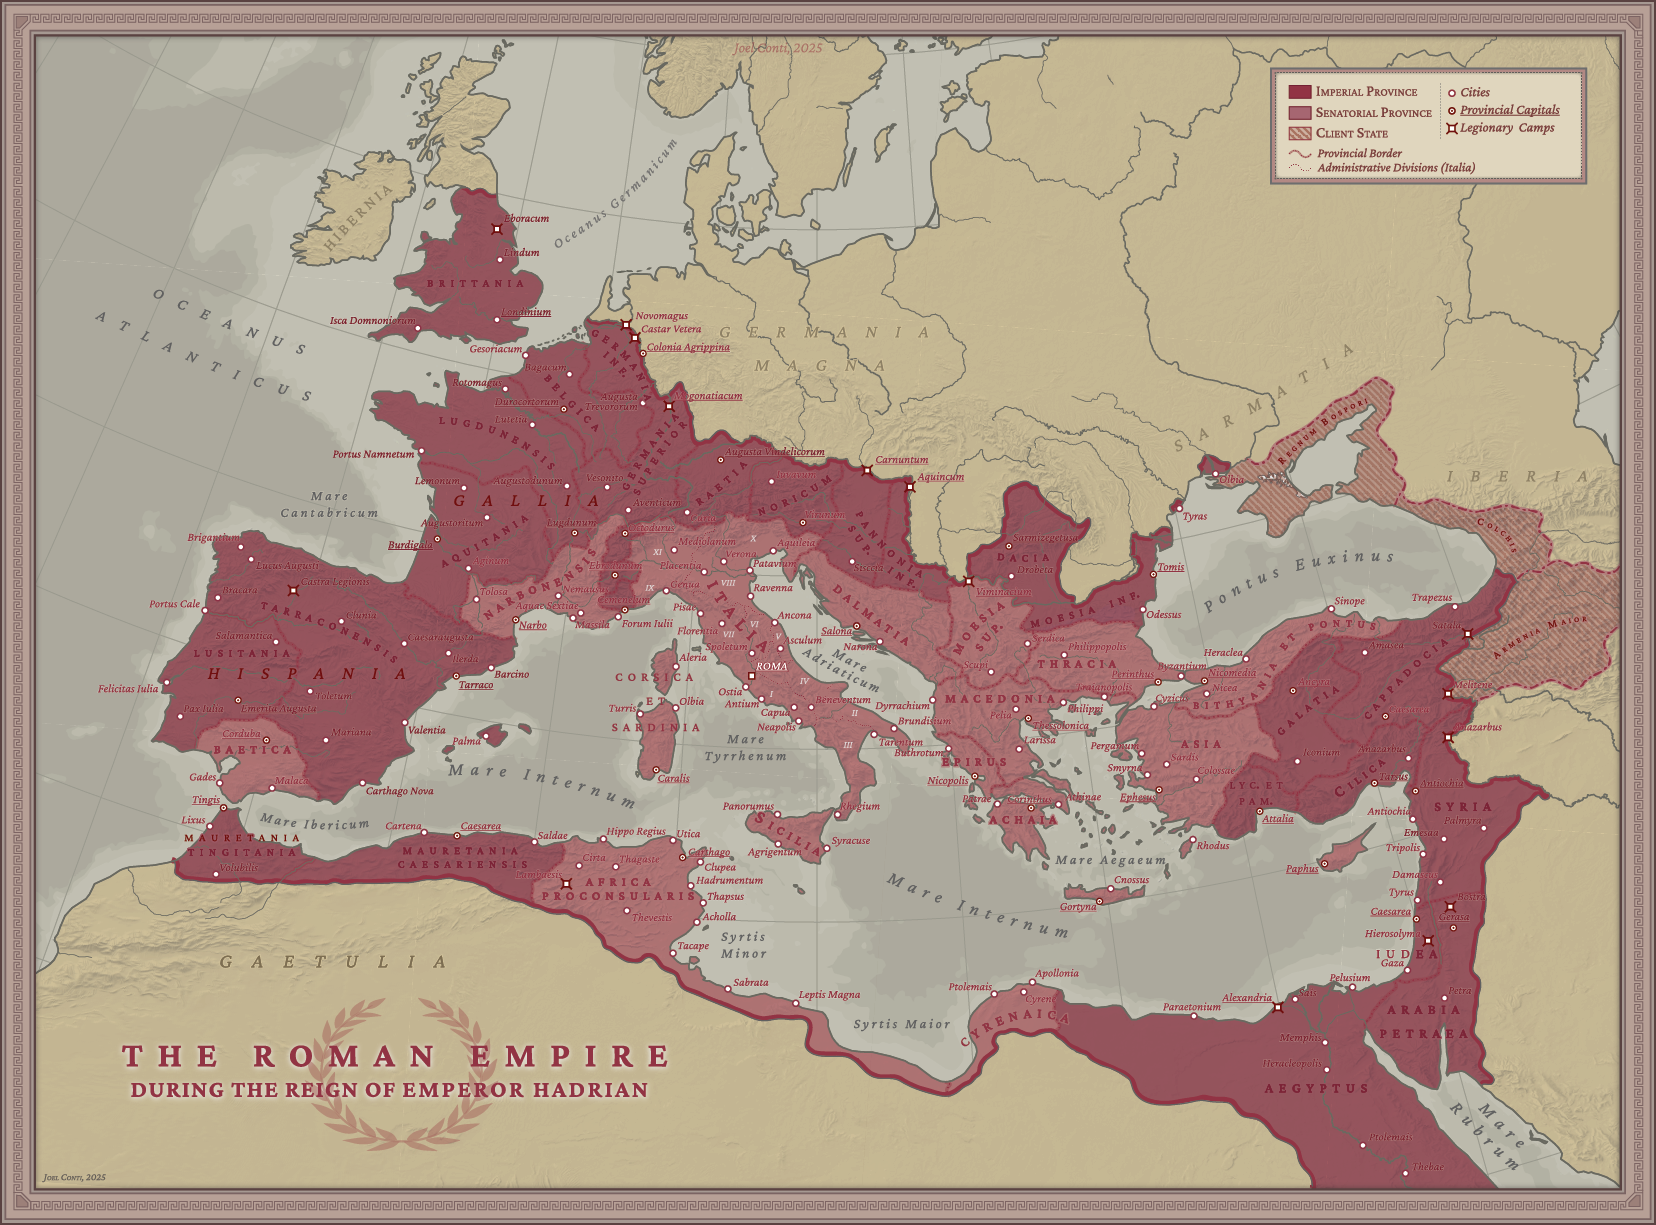 Joel Conti, 2025
IMPERIAL PROVINCE
SENATORIAL PROVINCE
CLIENT STATE
Provincial Border
Administrative Divisions (Italia)
Cities
Provincial Capitals
Legionary Camps
HIBERNIA
Oceanus Germanicum
OCEANUS
ATLANTICUS
Eboracum
Lindum
BRITTANIA
Londinium
Isca Domnoniorum
Gesoriacum
Novomagus
Castar Vetera
Colonia Agrippina
GERMANIA
MAGNA
GERMANIA
INF.
Bagacum
BELGICA
Rotomagus
Durocortorum
Lutetia
Augusta
Trevororum
Mogonatiacum
LUGDUNENSIS
GERMANIA
SUPERIOR
Portus Namnetum
Lemonum
Augustodunum
Vesontio
GALLIA
Aventicum
Augustoritum
Lugdunum
Burdigala
AQUITANIA
Octodurus
Tolosa
NARBONENSIS
Nemausus
Aquae Sextiae
Massila
Forum Iulii
Narbo
Ebrodunum
Cemenelum
Augusta Vindelicorum
RAETIA
NORICUM
Iuvavum
Virunum
Carnuntum
Aquincum
PANNONIA
SUP.
INF.
Siscia
SARMATIA
REGNUM BOSPORI
IBERIA
COLCHIS
ARMENIA MAIOR
Olbia
Tyras
Sarmizegetusa
DACIA
Drobeta
Viminacium
Tomis
Odessus
MOESIA INF.
MOESIA
SUP.
Pontus Euxinus
Mare
Cantabricum
Brigantium
Lucus Augusti
Castra Legionis
Bracara
Portus Cale
Clunia
TARRACONENSIS
Salamantica
LUSITANIA
Caesaraugusta
Ilerda
Barcino
Tarraco
HISPANIA
Toletum
Felicitas Iulia
Emerita Augusta
Pax Iulia
Corduba
BAETICA
Mariana
Valentia
Palma
Gades
Malaca
Carthago Nova
Tingis
Lixus
Mare Ibericum
Mare Internum
Mediolanum
Verona
Aquileia
Patavium
Placentia
Genua
Ravenna
Pisae
Florentia
Ancona
Asculum
Spoletum
ITALIA
XI
X
IX
VIII
VII
VI
V
IV
I
II
III
ROMA
Ostia
Antium
Capua
Neapolis
Beneventum
Brundisium
Tarentum
Rhegium
DALMATIA
Salona
Narona
Mare
Adriaticum
Aleria
CORSICA
ET
SARDINIA
Olbia
Turris
Caralis
Mare
Tyrrhenum
Panorumus
SICILIA
Agrigentum
Syracuse
Scupi
Serdica
Philippopolis
THRACIA
Traianopolis
Perinthus
Byzantium
MACEDONIA
Pella
Philippi
Thessolonica
Dyrrachium
Buthrotum
EPIRUS
Larissa
Nicopolis
Patrae
Corinthus
Athinae
ACHAIA
Mare Aegaeum
Cnossus
Gortyna
Heraclea
Sinope
Trapezus
Nicomedia
Nicea
Cyzicus
BITHYNIA ET PONTUS
Amasea
Satala
Ancyra
GALATIA
CAPPADOCIA
Caesarea
Melitene
Anazarbus
Pergamum
ASIA
Sardis
Smyrna
Colossae
Ephesus
Iconium
Anazarbus
LYC. ET
PAM.
CILICA
Tarsus
Attalia
Rhodus
Paphus
Antiochia
SYRIA
Antiochia
Palmyra
Emesa
Tripolis
Damascus
Tyrus
Bostra
Caesarea
Gerasa
Hierosolyma
IUDEA
Gaza
Petra
ARABIA
PETRAEA
MAURETANIA
TINGITANIA
Volubilis
Cartena
Caesarea
Saldae
MAURETANIA
CAESARIENSIS
Hippo Regius
Utica
Carthago
Cirta
Thagaste
Clupea
Lambaesis
AFRICA
PROCONSULARIS
Hadrumentum
Thapsus
Thevestis
Acholla
Tacape
Syrtis
Minor
Sabrata
Leptis Magna
Syrtis Maior
Mare Internum
GAETULIA
Apollonia
Ptolemais
Cyrene
CYRENAICA
Paraetonium
Alexandria
Sais
Pelusium
Memphis
Heracleopolis
AEGYPTUS
Ptolemais
Thebae
Mare
Rubrum
THE ROMAN EMPIRE
DURING THE REIGN OF EMPEROR HADRIAN
JOEL CONTI, 2025